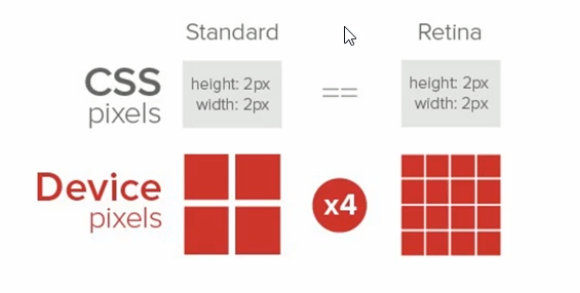 Standard
Retina
CSS
pixels
height: 2px
width: 2px
==
height: 2px
width: 2px
Device
pixels
x4